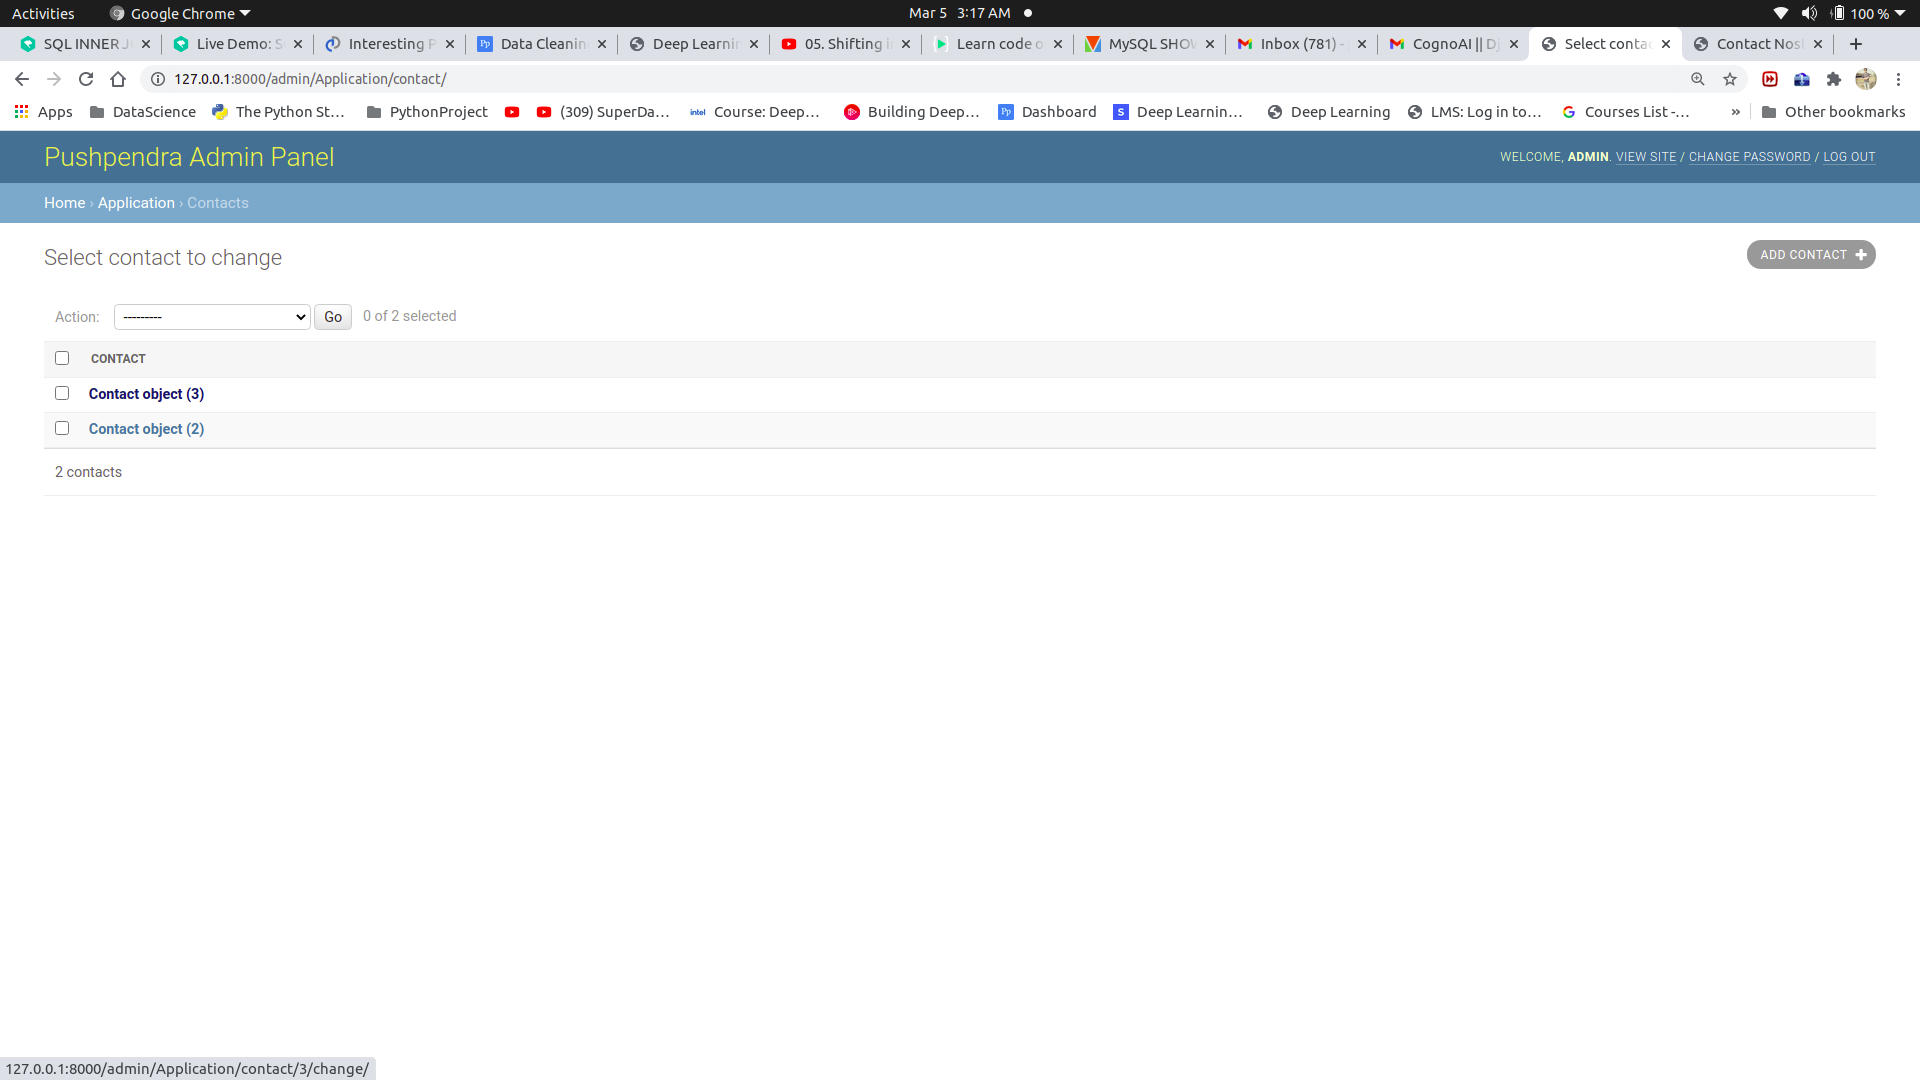 Activities Google Chrome Mar 5 3:17 AM 100 %
SQL INNER J Live Demo: S Interesting P Data Cleanin Deep Learnin 05. Shifting i Learn code o MySQL SHOW Inbox (781) - CognoAI || Dj Select conta Contact Nos
127.0.0.1:8000/admin/Application/contact/
Apps DataScience The Python St... PythonProject (309) SuperDa... intel Course: Deep... Building Deep... Pp Dashboard S Deep Learnin... Deep Learning LMS: Log in to... Courses List -... » Other bookmarks
Pushpendra Admin Panel WELCOME, ADMIN. VIEW SITE / CHANGE PASSWORD / LOG OUT
Home › Application › Contacts
Select contact to change ADD CONTACT +
Action: --------- Go 0 of 2 selected
CONTACT
Contact object (3)
Contact object (2)
2 contacts
127.0.0.1:8000/admin/Application/contact/3/change/